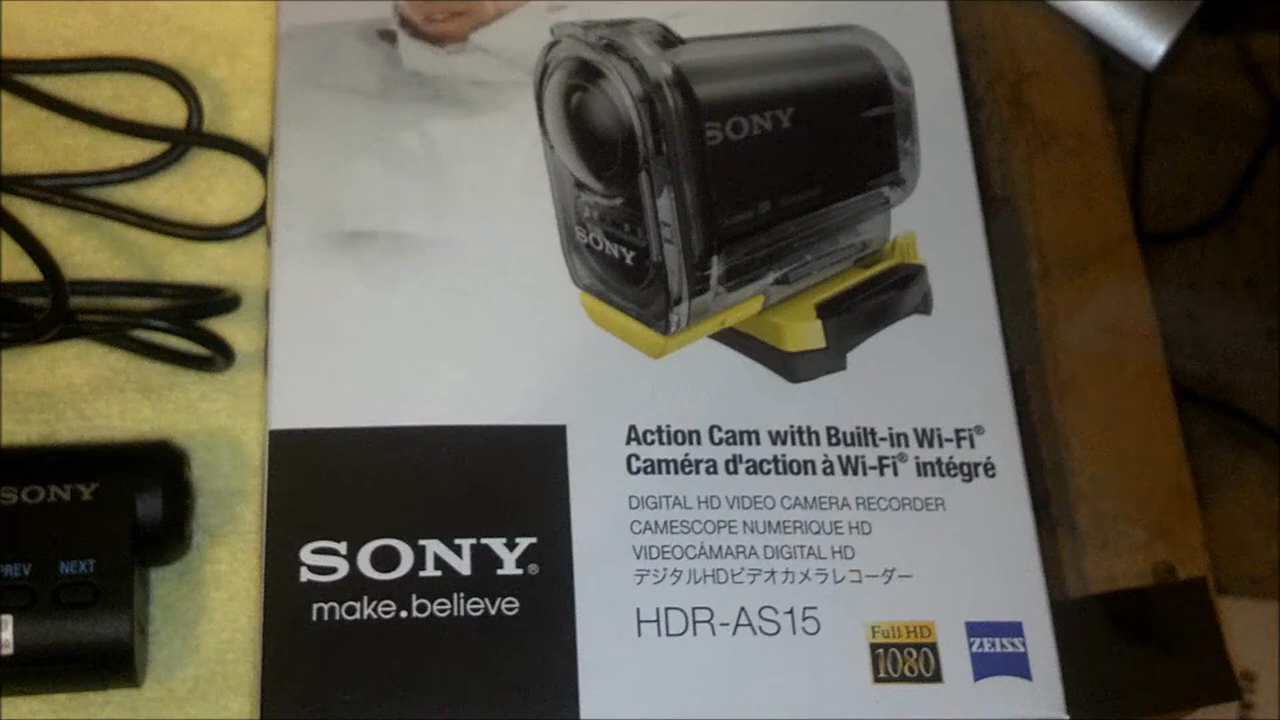 SONY
SONY
Action Cam with Built-in Wi-Fi®
Caméra d'action à Wi-Fi® intégré
DIGITAL HD VIDEO CAMERA RECORDER
CAMESCOPE NUMERIQUE HD
VIDEOCÁMARA DIGITAL HD
デジタルHDビデオカメラレコーダー
HDR-AS15
Full HD
1080
ZEISS
SONY®
make.believe
SONY
PREV NEXT